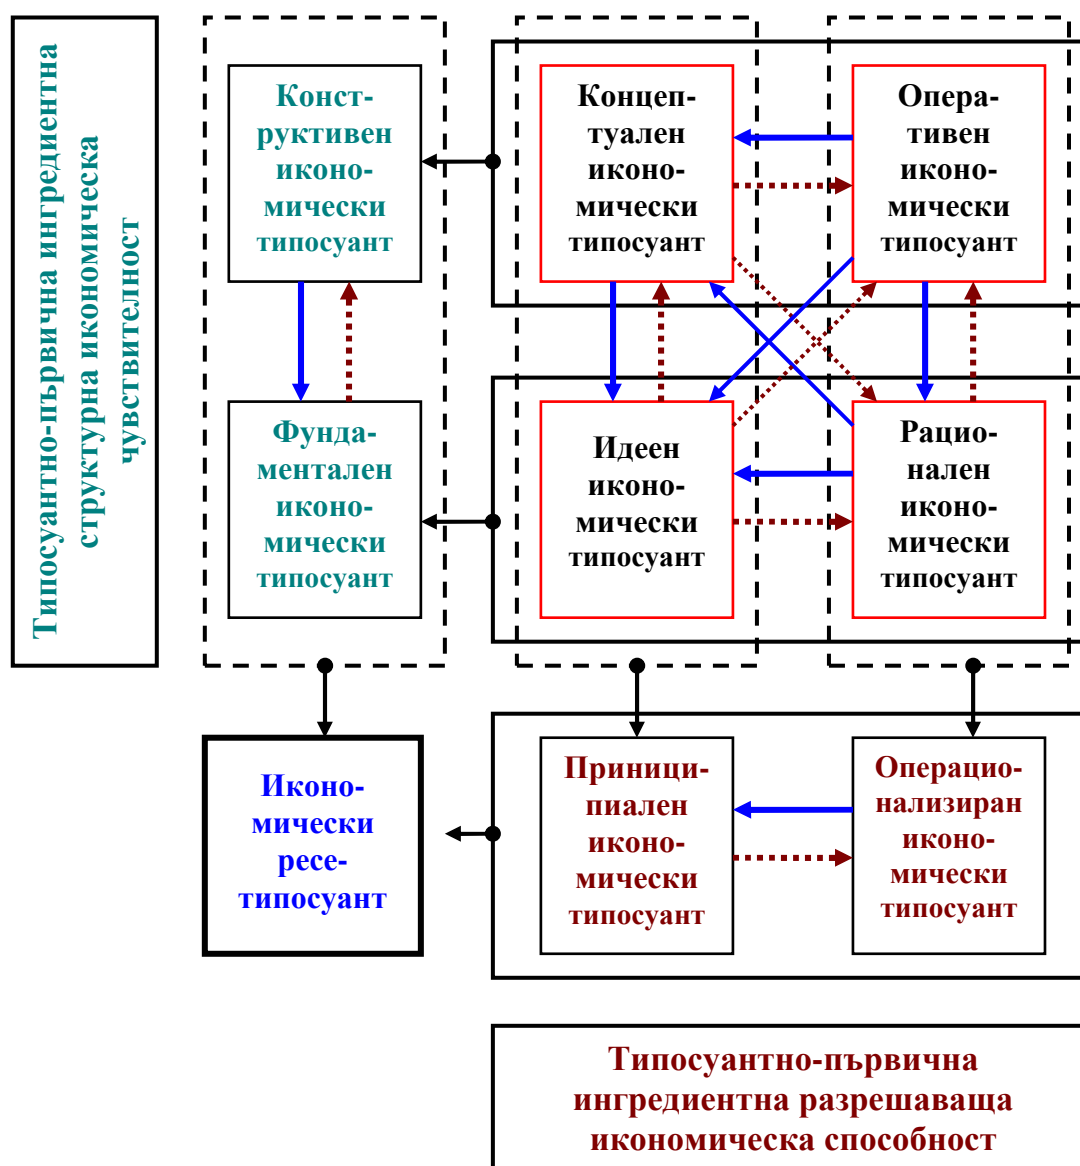 Типосуантно-първична ингредиентна
структурна икономическа
чувствителност
Конст-
руктивен
иконо-
мически
типосуант
Концеп-
туален
иконо-
мически
типосуант
Опера-
тивен
иконо-
мически
типосуант
Фунда-
ментален
иконо-
мически
типосуант
Идеен
иконо-
мически
типосуант
Рацио-
нален
иконо-
мически
типосуант
Иконо-
мически
ресе-
типосуант
Приници-
пиален
иконо-
мически
типосуант
Операцио-
нализиран
иконо-
мически
типосуант
Типосуантно-първична
ингредиентна разрешаваща
икономическа способност